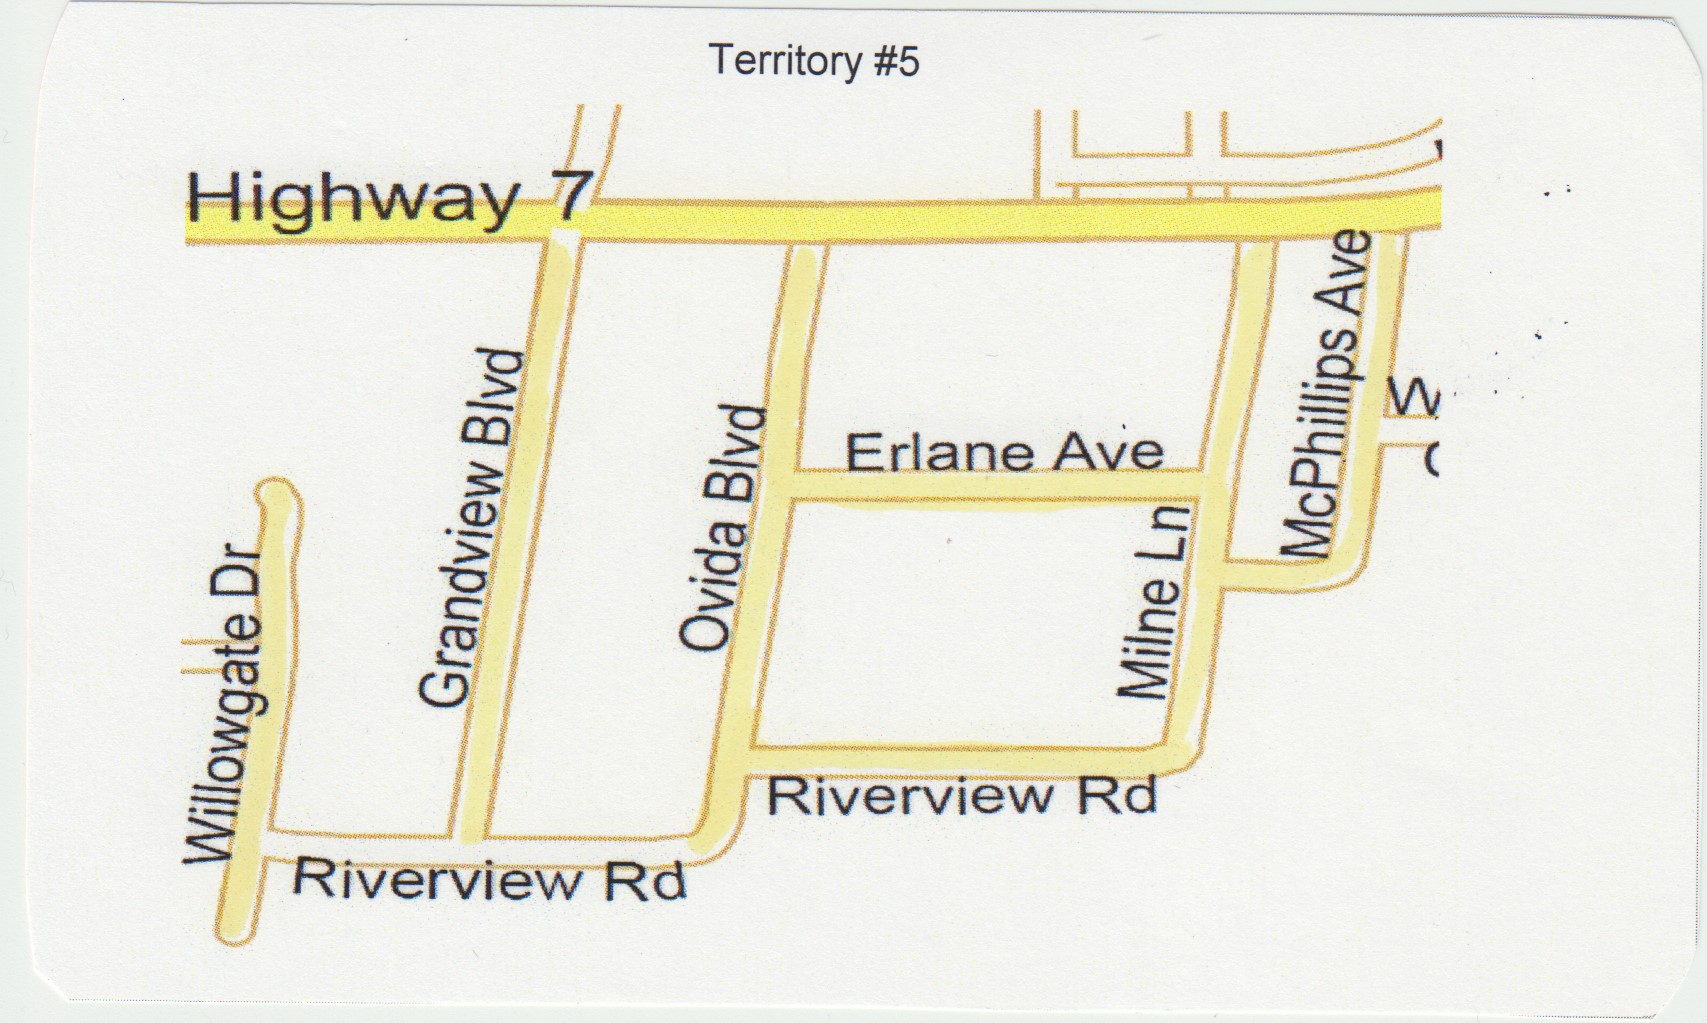 Territory #5
Highway 7
Grandview Blvd
Ovida Blvd
Erlane Ave
McPhillips Ave
W
Milne Ln
Willowgate Dr
Riverview Rd
Riverview Rd